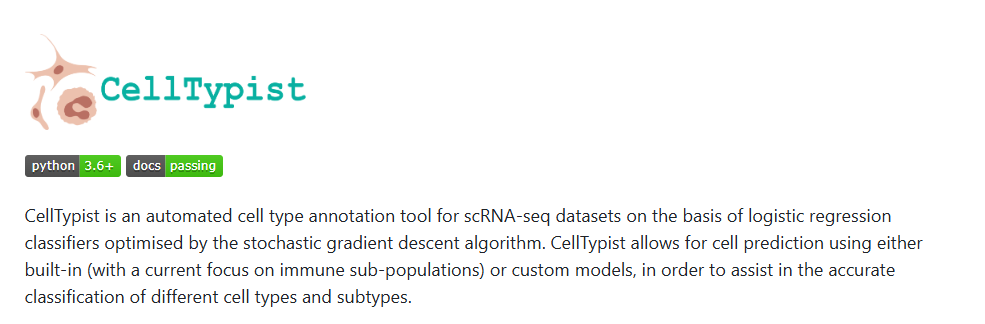 CellTypist
python 3.6+ docs passing
CellTypist is an automated cell type annotation tool for scRNA-seq datasets on the basis of logistic regression
classifiers optimised by the stochastic gradient descent algorithm. CellTypist allows for cell prediction using either
built-in (with a current focus on immune sub-populations) or custom models, in order to assist in the accurate
classification of different cell types and subtypes.